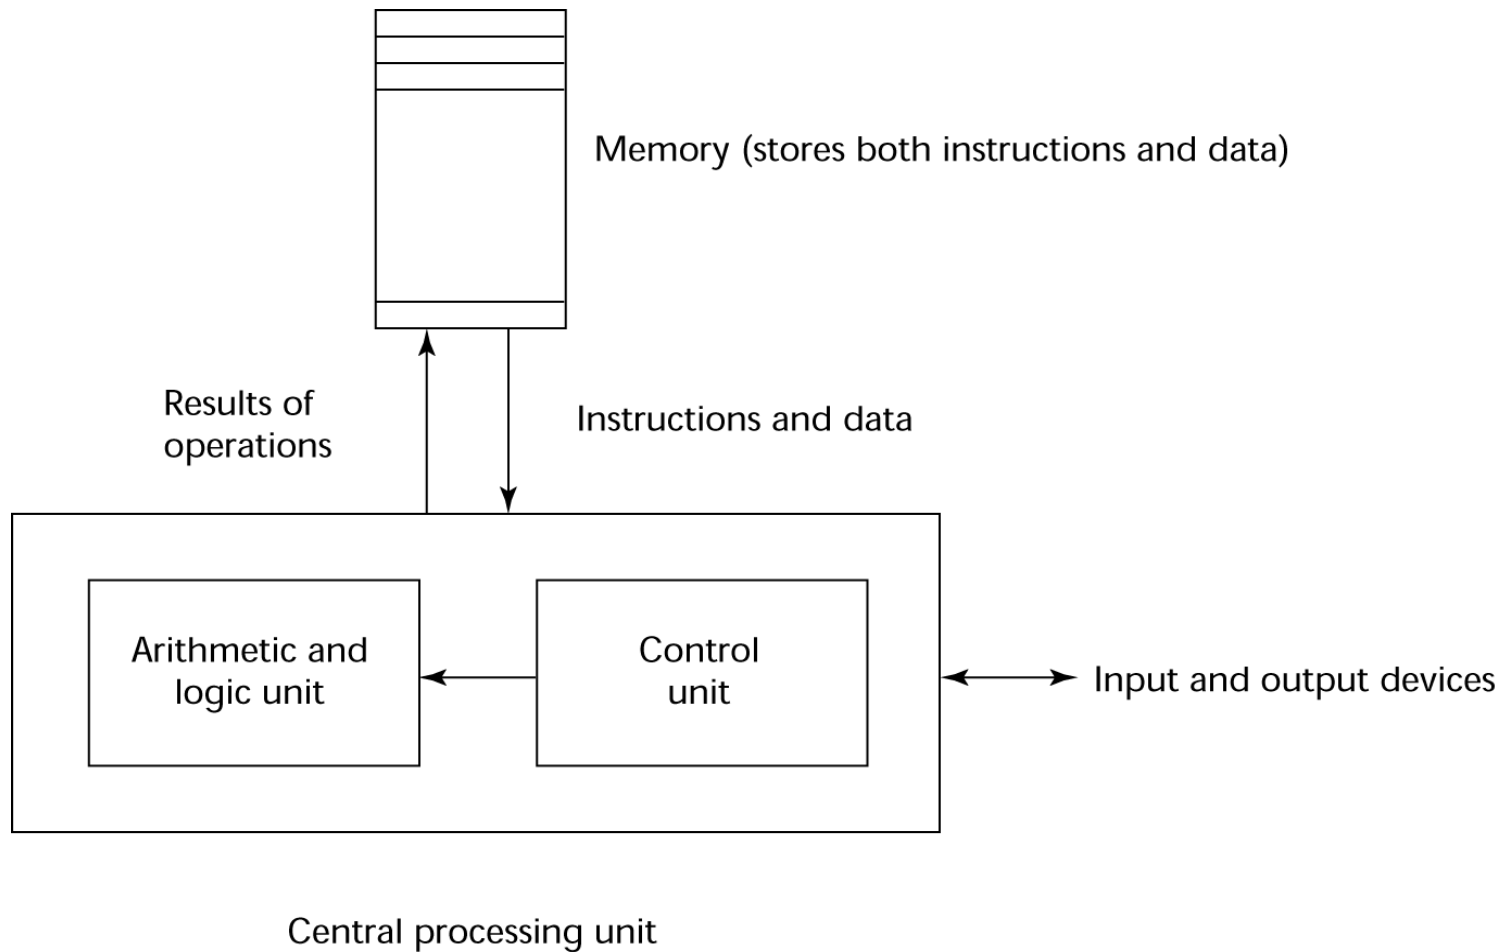 Memory (stores both instructions and data)
Results of
operations
Instructions and data
Arithmetic and
logic unit
Control
unit
Input and output devices
Central processing unit